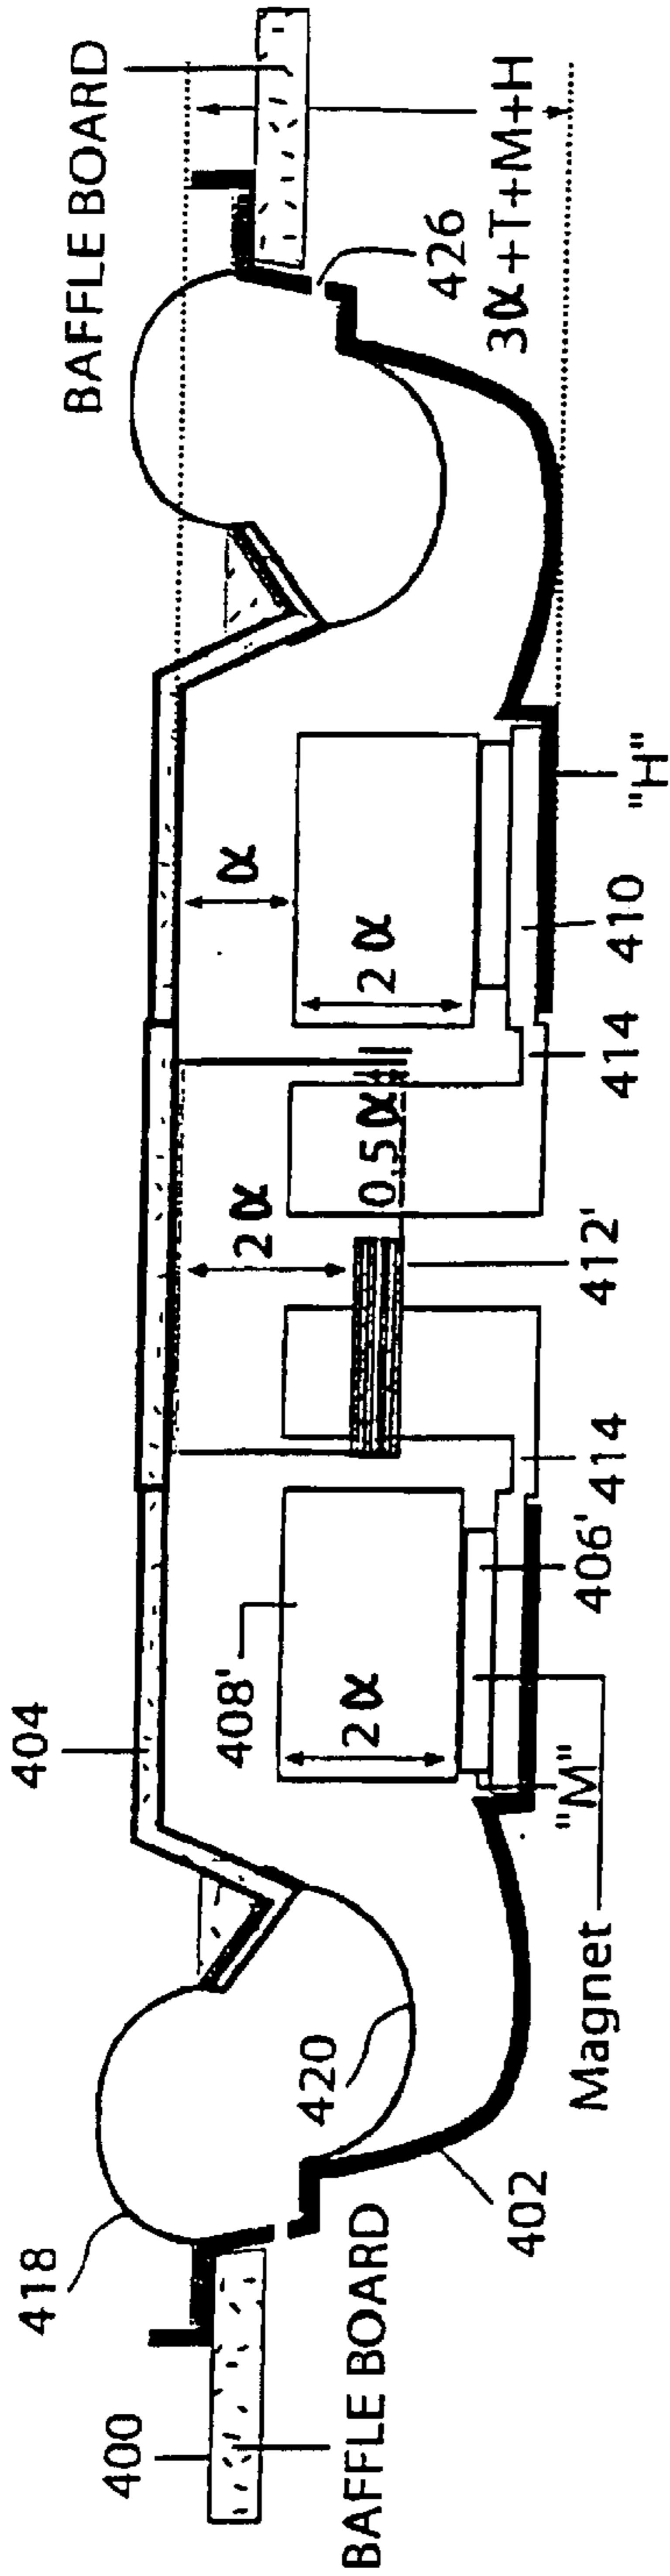 BAFFLE BOARD
404
418
400
408'
α
2α
2α
2α
0.5α
3α+T+M+H
426
420
402
BAFFLE BOARD
"M"
Magnet
406'
414
412'
414
410
"H"